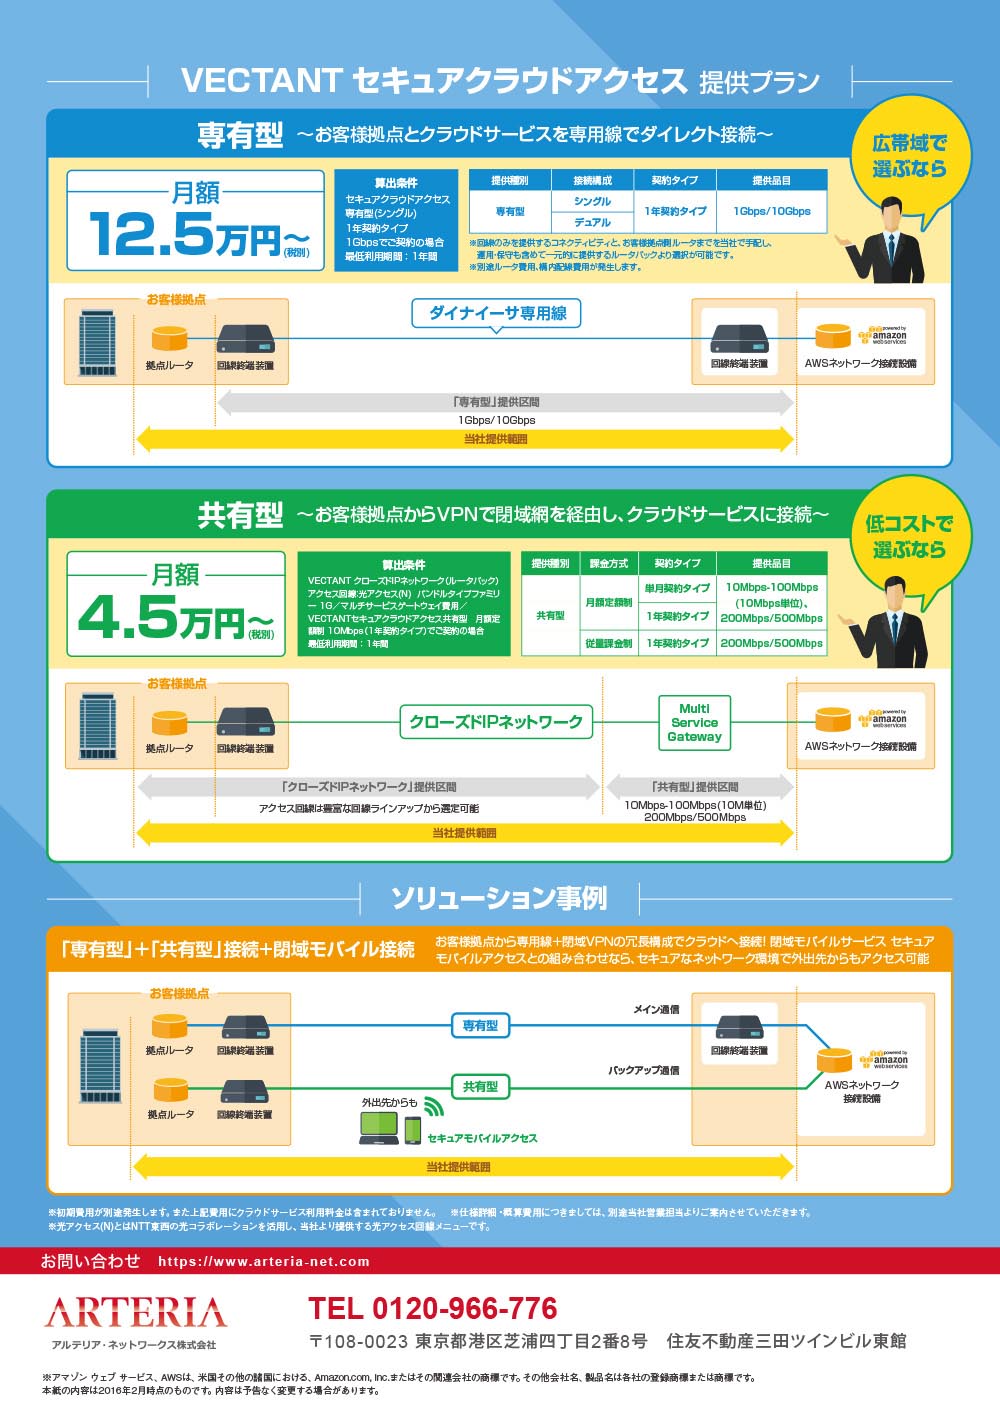 VECTANT セキュアクラウドアクセス 提供プラン
専有型 ～お客様拠点とクラウドサービスを専用線でダイレクト接続～
広帯域で
選ぶなら
月額
12.5万円～
(税別)
算出条件
セキュアクラウドアクセス
専有型(シングル)
1年契約タイプ
1Gbpsでご契約の場合
最低利用期間：1年間
提供種別 接続構成 契約タイプ 提供品目
専有型 シングル 1年契約タイプ 1Gbps/10Gbps
デュアル
※回線のみを提供するコネクティビティと、お客様拠点側ルータまでを当社で手配し、
運用・保守も含めて一元的に提供するルータパックより選択が可能です。
※別途ルータ費用、構内配線費用が発生します。
お客様拠点
ダイナイーサ専用線
powered by
amazon
web services
拠点ルータ 回線終端装置 回線終端装置 AWSネットワーク接続設備
「専有型」提供区間
1Gbps/10Gbps
当社提供範囲
共有型 ～お客様拠点からVPNで閉域網を経由し、クラウドサービスに接続～
低コストで
選ぶなら
月額
4.5万円～
(税別)
算出条件
VECTANT クローズドIPネットワーク(ルータパック)
アクセス回線:光アクセス(N) バンドルタイプファミリ
ー 1G／マルチサービスゲートウェイ費用／
VECTANTセキュアクラウドアクセス共有型 月額定
額制 10Mbps(1年契約タイプ)でご契約の場合
最低利用期間：1年間
提供種別 課金方式 契約タイプ 提供品目
共有型 月額定額制 単月契約タイプ 10Mbps-100Mbps
(10Mbps単位)、
1年契約タイプ 200Mbps/500Mbps
従量課金制 1年契約タイプ 200Mbps/500Mbps
お客様拠点
クローズドIPネットワーク
Multi
Service
Gateway
powered by
amazon
web services
拠点ルータ 回線終端装置 AWSネットワーク接続設備
「クローズドIPネットワーク」提供区間 「共有型」提供区間
アクセス回線は豊富な回線ラインアップから選定可能 10Mbps-100Mbps(10M単位)
200Mbps/500Mbps
当社提供範囲
ソリューション事例
「専有型」＋「共有型」接続＋閉域モバイル接続
お客様拠点から専用線＋閉域VPNの冗長構成でクラウドへ接続! 閉域モバイルサービス セキュア
モバイルアクセスとの組み合わせなら、セキュアなネットワーク環境で外出先からもアクセス可能
お客様拠点
メイン通信
専有型
拠点ルータ 回線終端装置 回線終端装置
powered by
amazon
web services
バックアップ通信
共有型
AWSネットワーク
接続設備
拠点ルータ 回線終端装置
外出先からも
セキュアモバイルアクセス
当社提供範囲
※初期費用が別途発生します。また上記費用にクラウドサービス利用料金は含まれておりません。 ※仕様詳細・概算費用につきましては、別途当社営業担当よりご案内させていただきます。
※光アクセス(N)とはNTT東西の光コラボレーションを活用し、当社より提供する光アクセス回線メニューです。
お問い合わせ https://www.arteria-net.com
ARTERIA
アルテリア・ネットワークス株式会社
TEL 0120-966-776
〒108-0023 東京都港区芝浦四丁目2番8号 住友不動産三田ツインビル東館
※アマゾン ウェブ サービス、AWSは、米国その他の諸国における、Amazon.com, Inc.またはその関連会社の商標です。その他会社名、製品名は各社の登録商標または商標です。
本紙の内容は2016年2月時点のものです。内容は予告なく変更する場合があります。